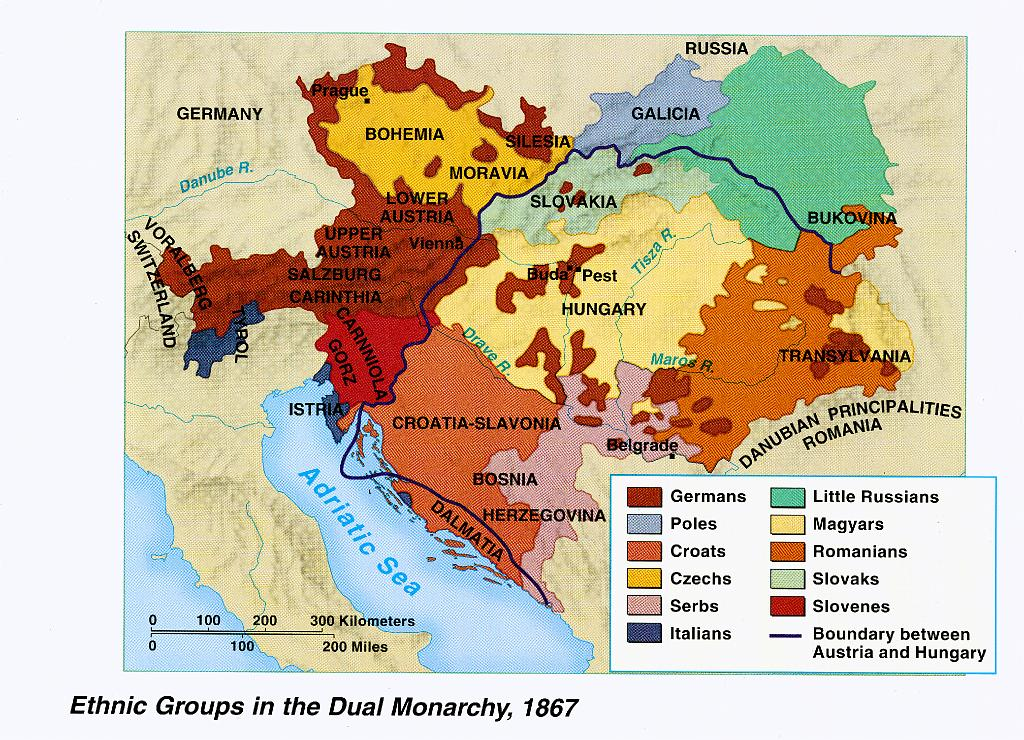 RUSSIA
GERMANY
Prague
GALICIA
BOHEMIA
SILESIA
MORAVIA
Danube R.
LOWER
AUSTRIA
SLOVAKIA
BUKOVINA
VORALBERG
SWITZERLAND
UPPER
AUSTRIA
Vienna
Tisza R.
SALZBURG
Buda
Pest
CARINTHIA
HUNGARY
TYROL
CARNNIOLA
GORZ
Drave R.
Maros R.
TRANSYLVANIA
ISTRIA
CROATIA-SLAVONIA
DANUBIAN PRINCIPALITIES
ROMANIA
Belgrade
BOSNIA
HERZEGOVINA
DALMATIA
Adriatic Sea
Germans
Poles
Croats
Czechs
Serbs
Italians
Little Russians
Magyars
Romanians
Slovaks
Slovenes
Boundary between
Austria and Hungary
0 100 200 300 Kilometers
0 100 200 Miles
Ethnic Groups in the Dual Monarchy, 1867